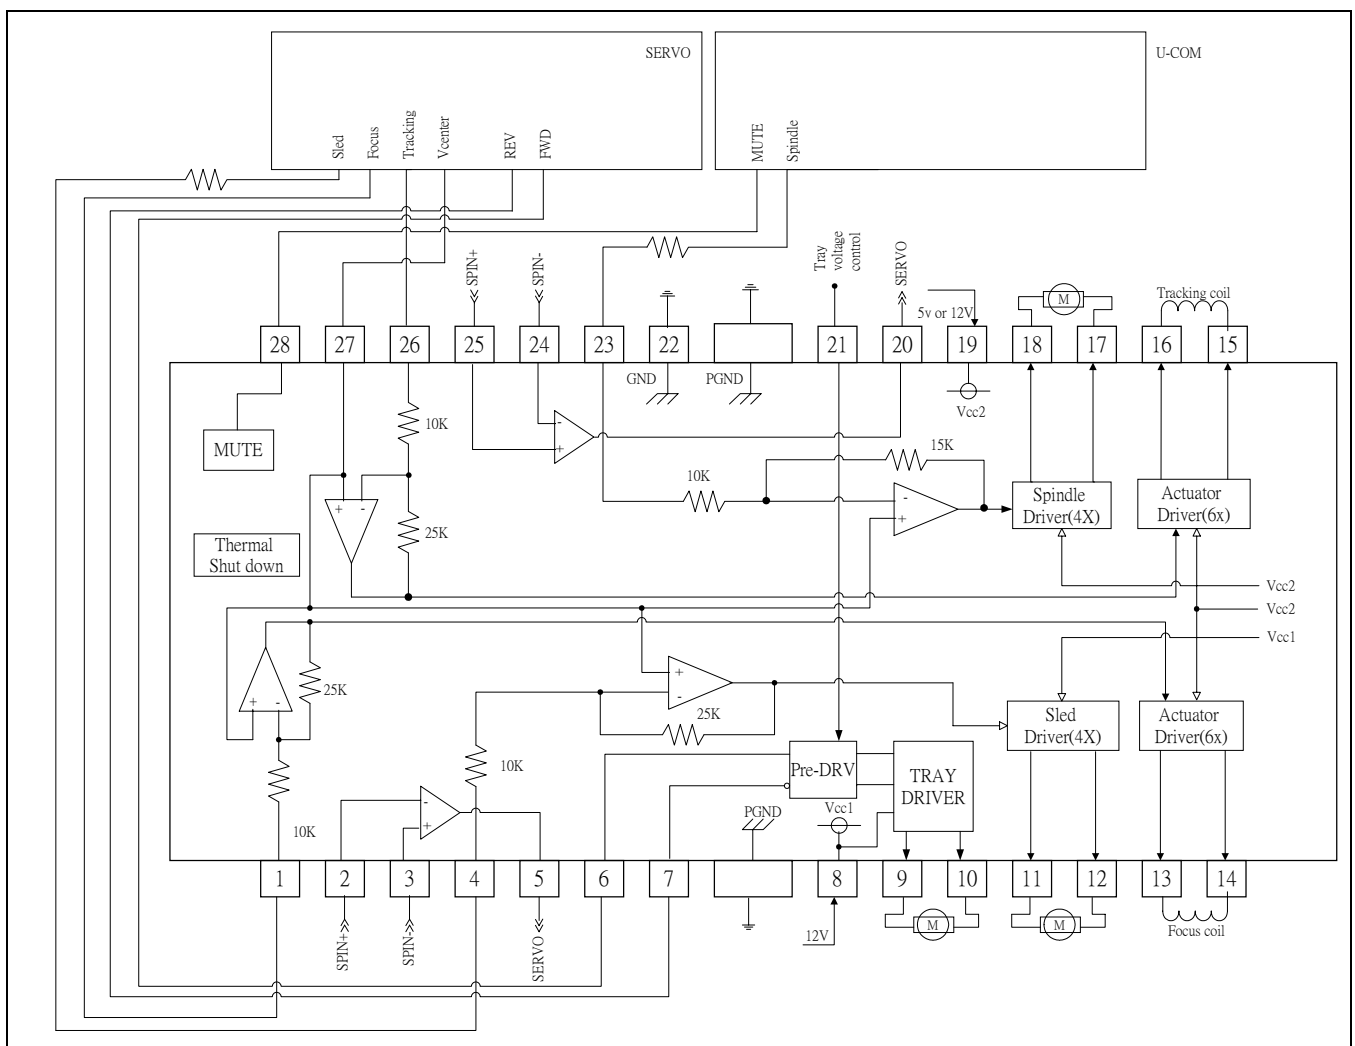 SERVO
U-COM
Sled
Focus
Tracking
Vcenter
REV
FWD
MUTE
Spindle
SPIN+
SPIN-
Tray
voltage
control
SERVO
5v or 12V
M
Tracking coil
28
27
26
25
24
23
22
21
20
19
18
17
16
15
GND
PGND
Vcc2
MUTE
10K
15K
10K
-
+
+
-
-
+
25K
Spindle
Driver(4X)
Actuator
Driver(6x)
Thermal
Shut down
Vcc2
Vcc2
Vcc1
+
-
25K
+
-
25K
Sled
Driver(4X)
Actuator
Driver(6x)
10K
Pre-DRV
TRAY
DRIVER
-
+
10K
PGND
Vcc1
1
2
3
4
5
6
7
8
9
10
11
12
13
14
SPIN+
SPIN-
SERVO
12V
M
M
Focus coil